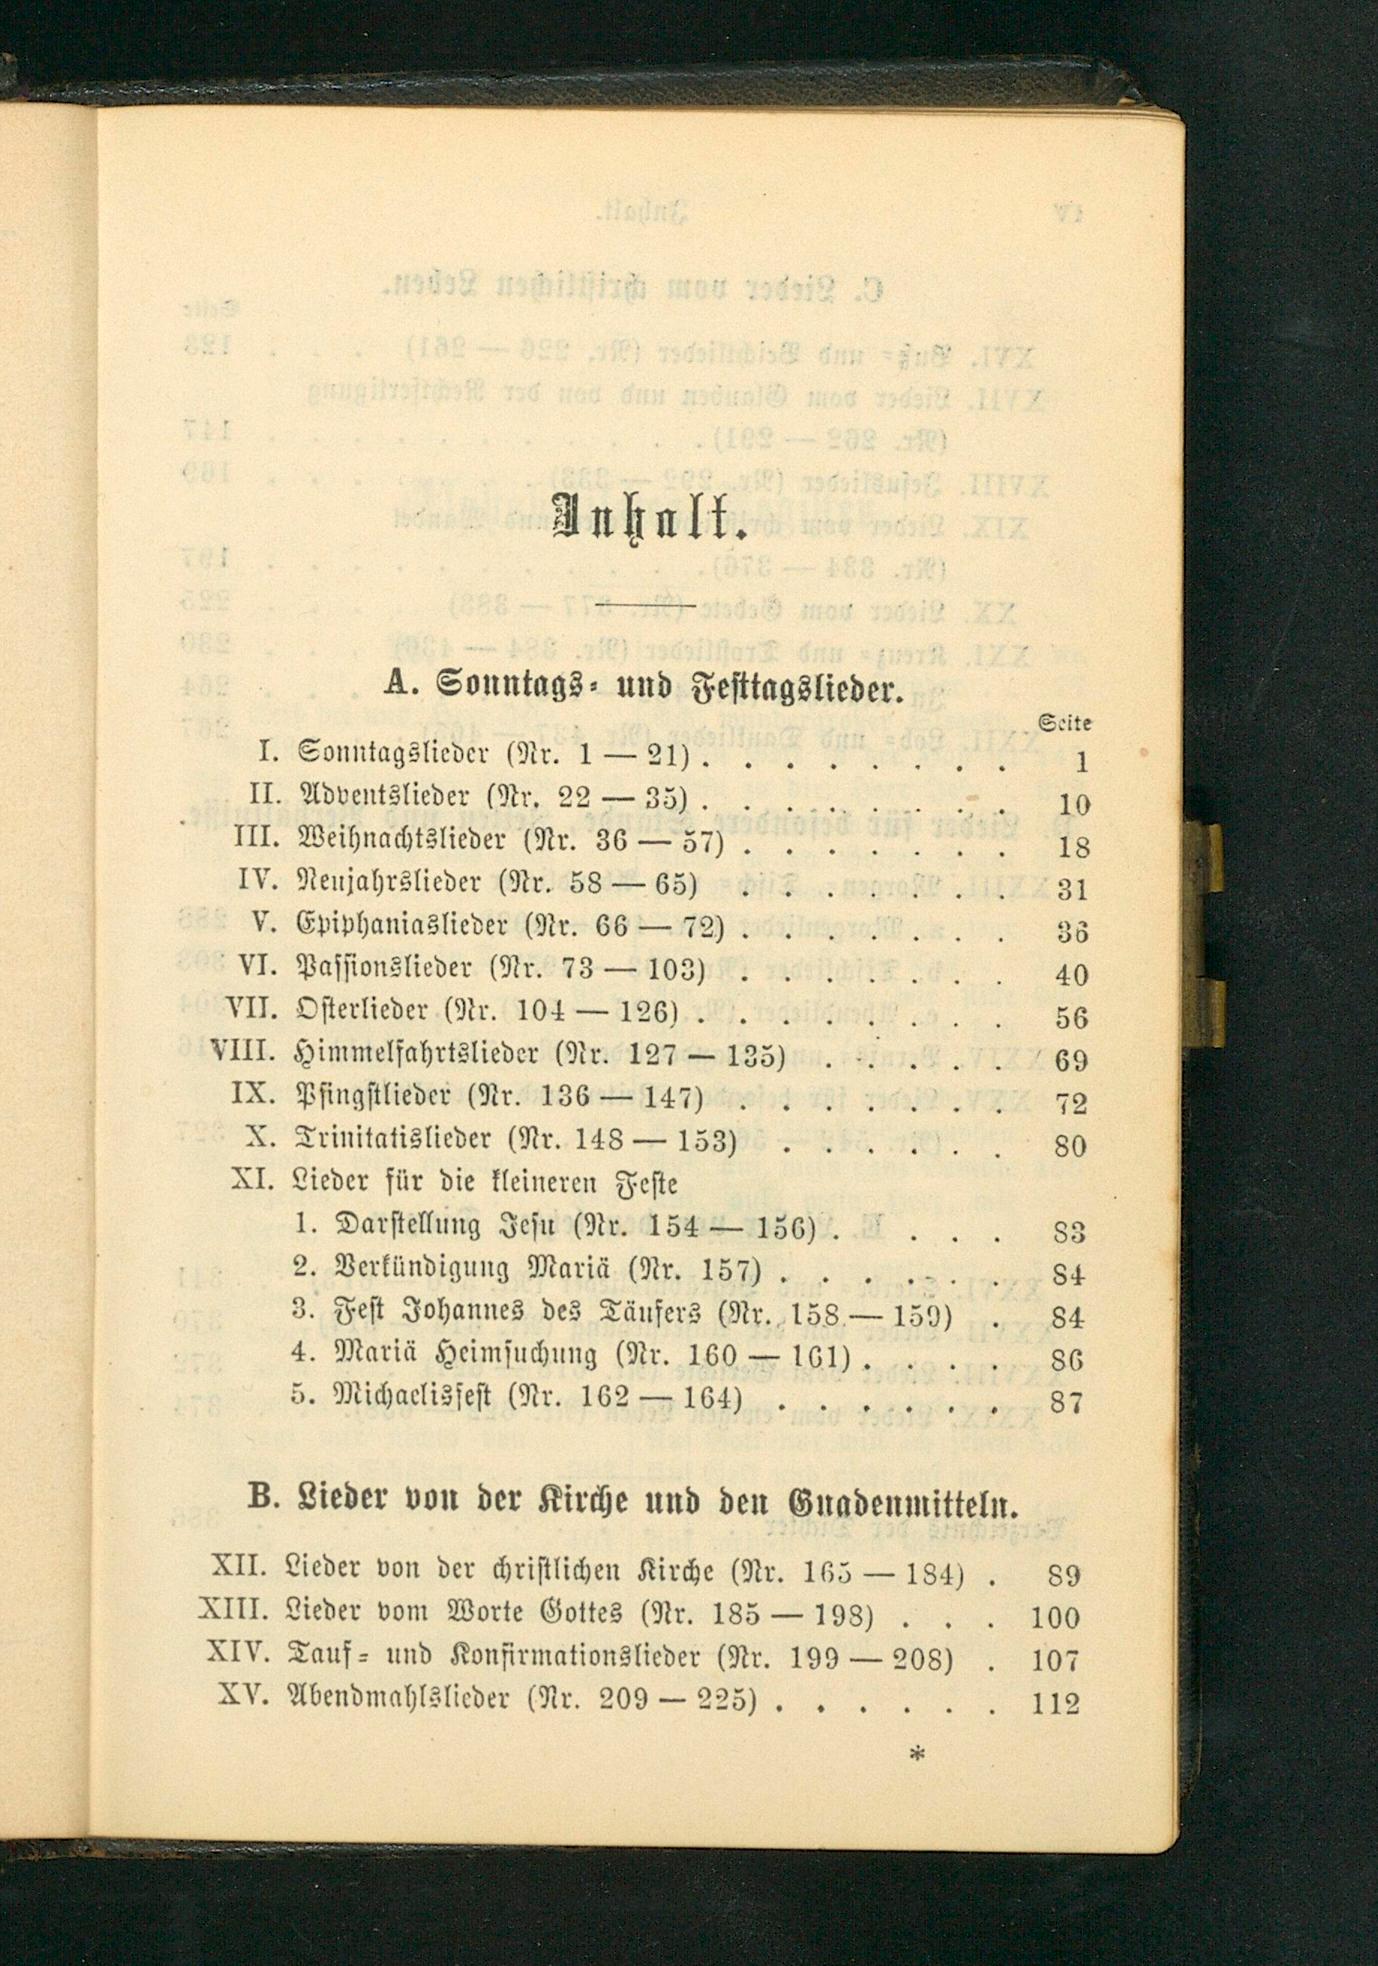 Inhalt.
A. Sonntags- und Festtagslieder.
Seite
I. Sonntagslieder (Nr. 1 — 21) . . . . . . . . 1
II. Adventslieder (Nr. 22 — 35) . . . . . . . . 10
III. Weihnachtslieder (Nr. 36 — 57) . . . . . . . 18
IV. Neujahrslieder (Nr. 58 — 65) . . . . . . . 31
V. Epiphaniaslieder (Nr. 66 — 72) . . . . . . . 36
VI. Passionslieder (Nr. 73 — 103) . . . . . . . 40
VII. Osterlieder (Nr. 104 — 126) . . . . . . . . 56
VIII. Himmelfahrtslieder (Nr. 127 — 135) . . . . . 69
IX. Pfingstlieder (Nr. 136 — 147) . . . . . . . 72
X. Trinitatislieder (Nr. 148 — 153) . . . . . . 80
XI. Lieder für die kleineren Feste
1. Darstellung Jesu (Nr. 154 — 156) . . . . 83
2. Verkündigung Mariä (Nr. 157) . . . . . . 84
3. Fest Johannes des Täufers (Nr. 158 — 159) . 84
4. Mariä Heimsuchung (Nr. 160 — 161) . . . . 86
5. Michaelisfest (Nr. 162 — 164) . . . . . . 87
B. Lieder von der Kirche und den Gnadenmitteln.
XII. Lieder von der christlichen Kirche (Nr. 165 — 184) . 89
XIII. Lieder vom Worte Gottes (Nr. 185 — 198) . . . 100
XIV. Tauf- und Konfirmationslieder (Nr. 199 — 208) . 107
XV. Abendmahlslieder (Nr. 209 — 225) . . . . . . 112
*